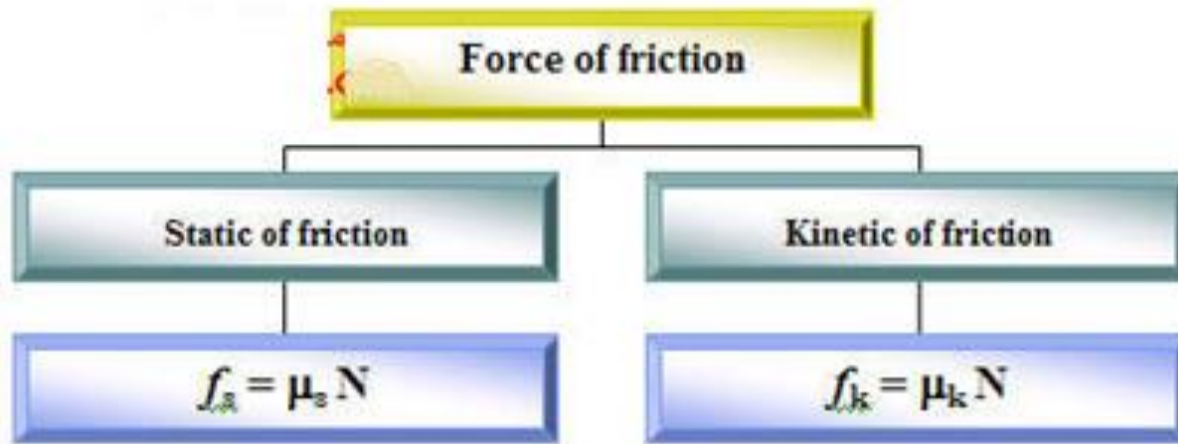 Force of friction
Static of friction
Kinetic of friction
fₛ = μₛ N
fₖ = μₖ N